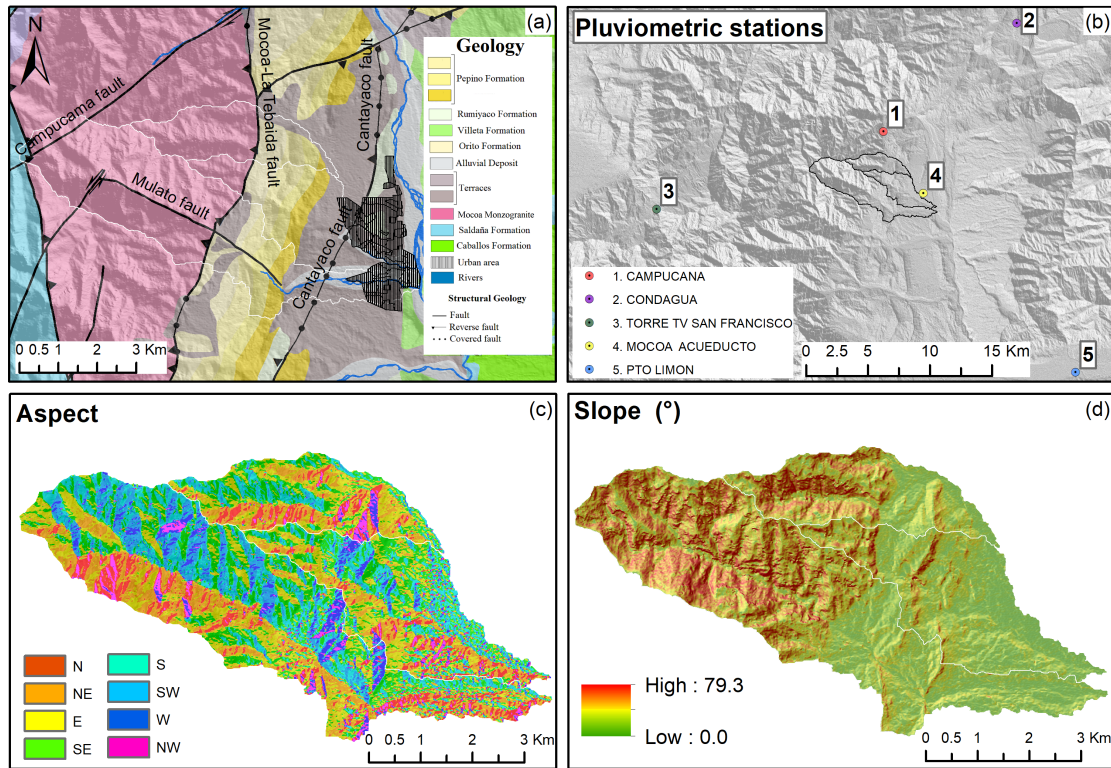 (a)
N
Campucama fault
Mocoa-La Tebaida fault
Cantayaco fault
Mulato fault
Cantayaco fault
Geology
Pepino Formation
Rumiyaco Formation
Villeta Formation
Orito Formation
Alluvial Deposit
Terraces
Mocoa Monzogranite
Saldaña Formation
Caballos Formation
Urban area
Rivers
Structural Geology
Fault
Reverse fault
Covered fault
0 0.5 1 2 3 Km
Pluviometric stations
(b)
2
1
4
3
5
1. CAMPUCANA
2. CONDAGUA
3. TORRE TV SAN FRANCISCO
4. MOCOA ACUEDUCTO
5. PTO LIMON
0 2.5 5 10 15 Km
Aspect
(c)
N
NE
E
SE
S
SW
W
NW
0 0.5 1 2 3 Km
Slope (°)
(d)
High : 79.3
Low : 0.0
0 0.5 1 2 3 Km